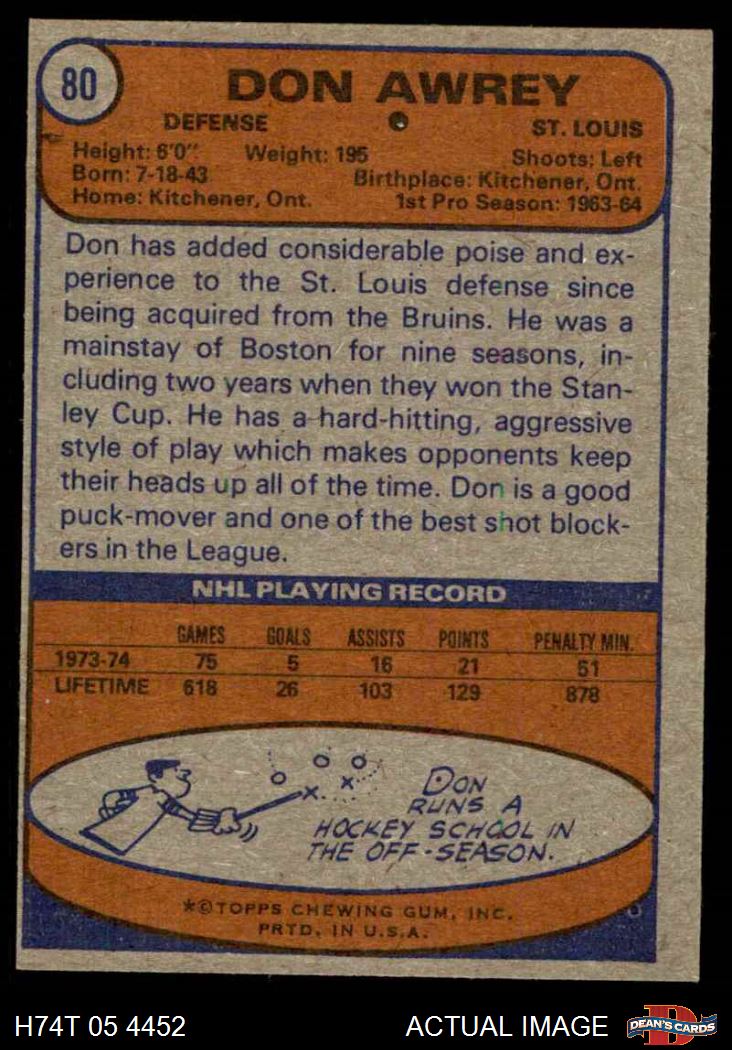 80
DON AWREY
DEFENSE
ST. LOUIS
Height: 6'0" Weight: 195 Shoots: Left
Born: 7-18-43 Birthplace: Kitchener, Ont.
Home: Kitchener, Ont. 1st Pro Season: 1963-64
Don has added considerable poise and ex-
perience to the St. Louis defense since
being acquired from the Bruins. He was a
mainstay of Boston for nine seasons, in-
cluding two years when they won the Stan-
ley Cup. He has a hard-hitting, aggressive
style of play which makes opponents keep
their heads up all of the time. Don is a good
puck-mover and one of the best shot block-
ers in the League.
NHL PLAYING RECORD
GAMES GOALS ASSISTS POINTS PENALTY MIN.
1973-74 75 5 16 21 51
LIFETIME 618 26 103 129 878
DON
RUNS A
HOCKEY SCHOOL IN
THE OFF-SEASON.
*©TOPPS CHEWING GUM, INC.
PRTD. IN U.S.A.
H74T 05 4452
ACTUAL IMAGE
D
DEAN'S CARDS